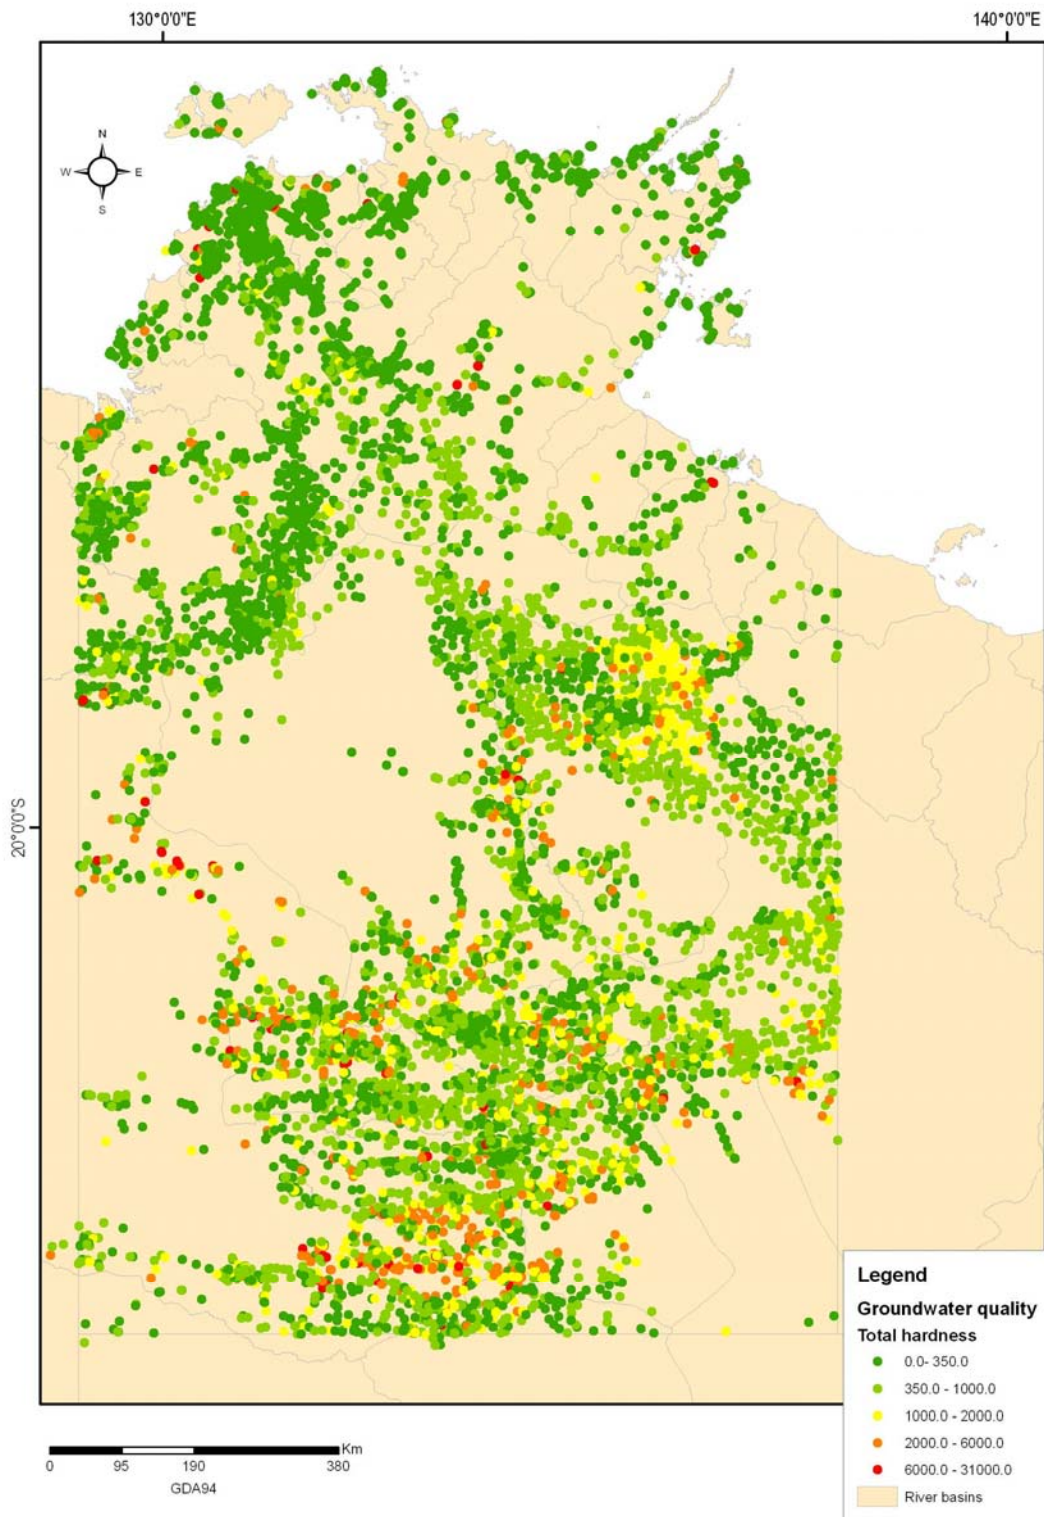 130°0'0"E
140°0'0"E
N
W E
S
20°0'0"S
Legend
Groundwater quality
Total hardness
0.0- 350.0
350.0 - 1000.0
1000.0 - 2000.0
2000.0 - 6000.0
6000.0 - 31000.0
River basins
Km
0 95 190 380
GDA94